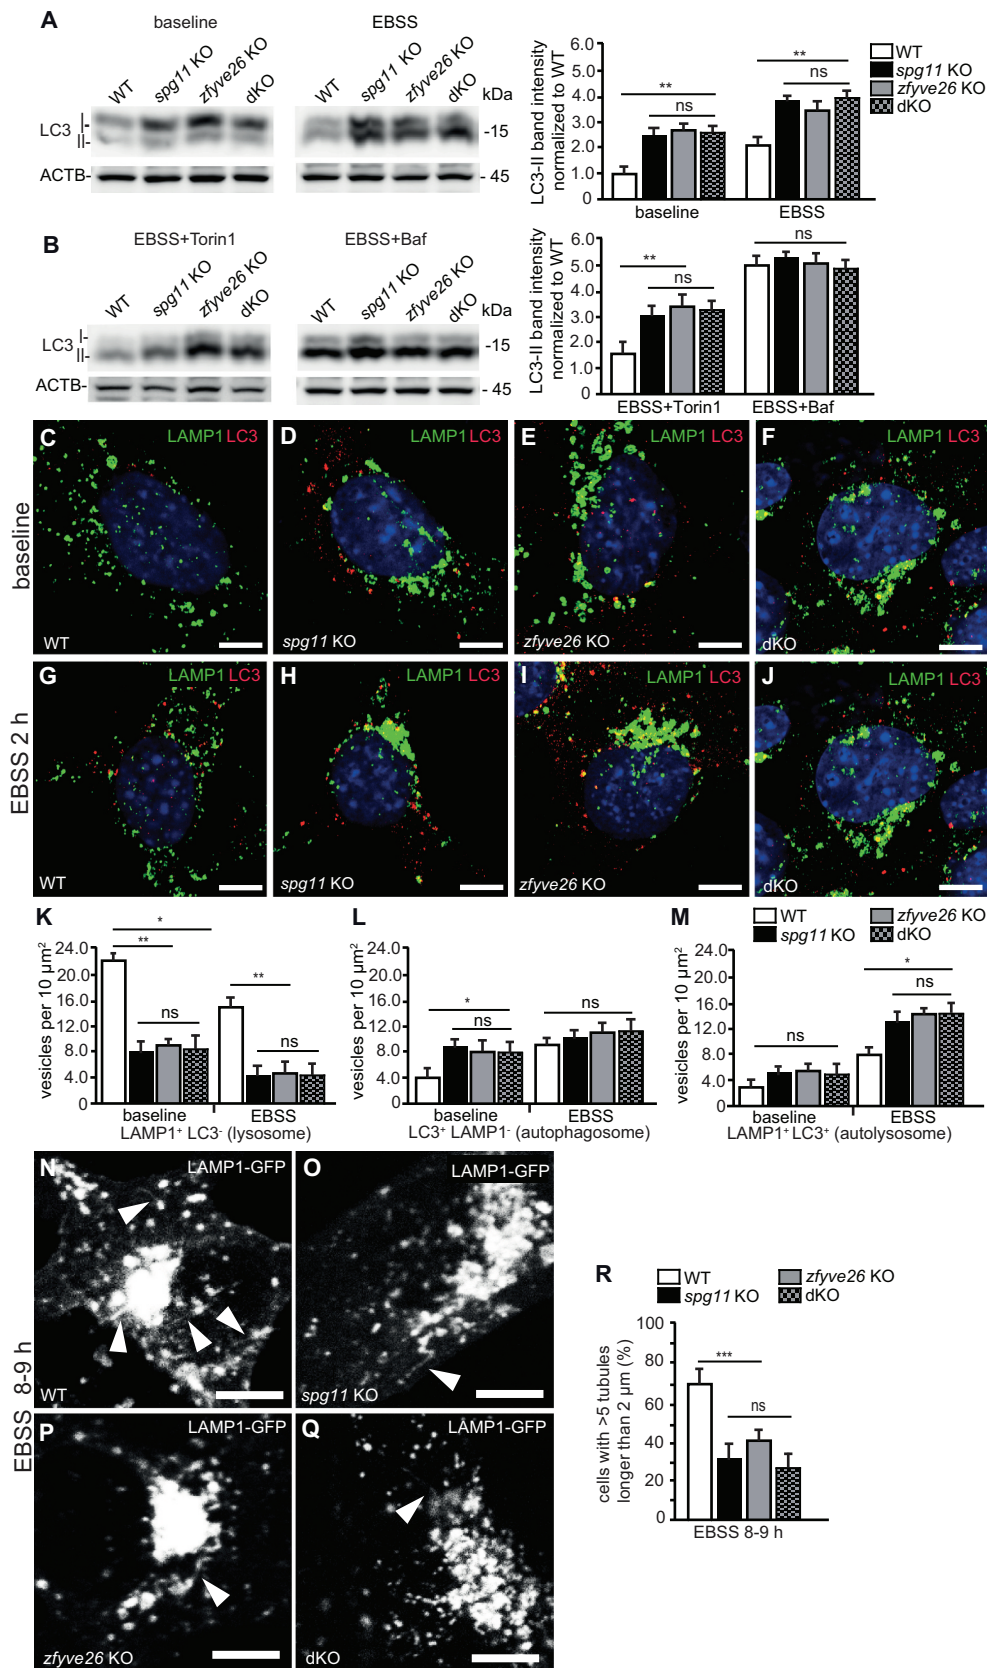 A
baseline
EBSS
WT
spg11 KO
zfyve26 KO
dKO
WT
spg11 KO
zfyve26 KO
dKO
kDa
LC3
I-
II-
-15
ACTB-
- 45
LC3-II band intensity
normalized to WT
6.0
5.0
4.0
3.0
2.0
1.0
0
**
ns
**
ns
baseline
EBSS
WT
spg11 KO
zfyve26 KO
dKO
B
EBSS+Torin1
EBSS+Baf
WT
spg11 KO
zfyve26 KO
dKO
WT
spg11 KO
zfyve26 KO
dKO
kDa
LC3
I-
II-
-15
ACTB-
- 45
LC3-II band intensity
normalized to WT
6.0
5.0
4.0
3.0
2.0
1.0
0
**
ns
ns
EBSS+Torin1
EBSS+Baf
baseline
C
LAMP1 LC3
WT
D
LAMP1 LC3
spg11 KO
E
LAMP1 LC3
zfyve26 KO
F
LAMP1 LC3
dKO
EBSS 2 h
G
LAMP1 LC3
WT
H
LAMP1 LC3
spg11 KO
I
LAMP1 LC3
zfyve26 KO
J
LAMP1 LC3
dKO
K
vesicles per 10 µm²
24.0
20.0
16.0
12.0
8.0
4.0
*
**
ns
**
ns
baseline
EBSS
LAMP1⁺ LC3⁻ (lysosome)
L
vesicles per 10 µm²
24.0
20.0
16.0
12.0
8.0
4.0
*
ns
ns
baseline
EBSS
LC3⁺ LAMP1⁻ (autophagosome)
M
WT
spg11 KO
zfyve26 KO
dKO
vesicles per 10 µm²
24.0
20.0
16.0
12.0
8.0
4.0
ns
*
ns
baseline
EBSS
LAMP1⁺ LC3⁺ (autolysosome)
EBSS 8-9 h
N
LAMP1-GFP
WT
O
LAMP1-GFP
spg11 KO
P
LAMP1-GFP
zfyve26 KO
Q
LAMP1-GFP
dKO
R
WT
spg11 KO
zfyve26 KO
dKO
cells with >5 tubules
longer than 2 µm (%)
100
80
60
40
20
0
***
ns
EBSS 8-9 h